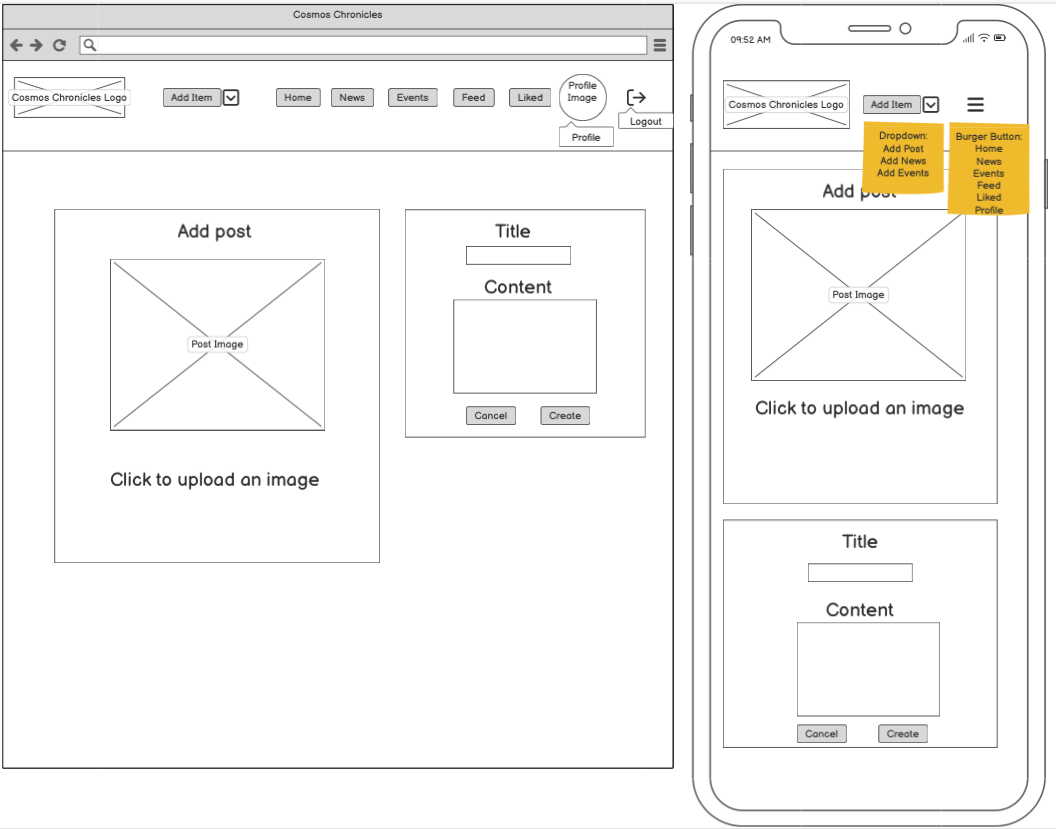 Cosmos Chronicles
Cosmos Chronicles Logo
Add Item
Home
News
Events
Feed
Liked
Profile
Image
Profile
Logout
Add post
Post Image
Click to upload an image
Title
Content
Cancel
Create
09:52 AM
Cosmos Chronicles Logo
Add Item
Dropdown:
Add Post
Add News
Add Events
Burger Button:
Home
News
Events
Feed
Liked
Profile
Add post
Post Image
Click to upload an image
Title
Content
Cancel
Create